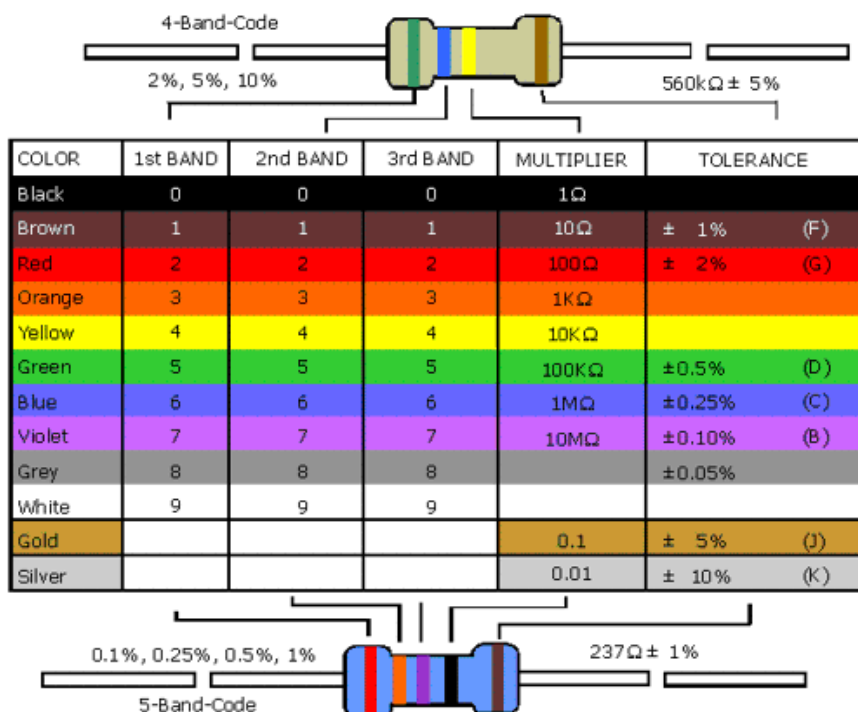 4-Band-Code
2%, 5%, 10%
560kΩ ± 5%
COLOR 1st BAND 2nd BAND 3rd BAND MULTIPLIER TOLERANCE
Black 0 0 0 1Ω
Brown 1 1 1 10Ω ± 1% (F)
Red 2 2 2 100Ω ± 2% (G)
Orange 3 3 3 1KΩ
Yellow 4 4 4 10KΩ
Green 5 5 5 100KΩ ±0.5% (D)
Blue 6 6 6 1MΩ ±0.25% (C)
Violet 7 7 7 10MΩ ±0.10% (B)
Grey 8 8 8 ±0.05%
White 9 9 9
Gold 0.1 ± 5% (J)
Silver 0.01 ± 10% (K)
0.1%, 0.25%, 0.5%, 1%
237Ω ± 1%
5-Band-Code